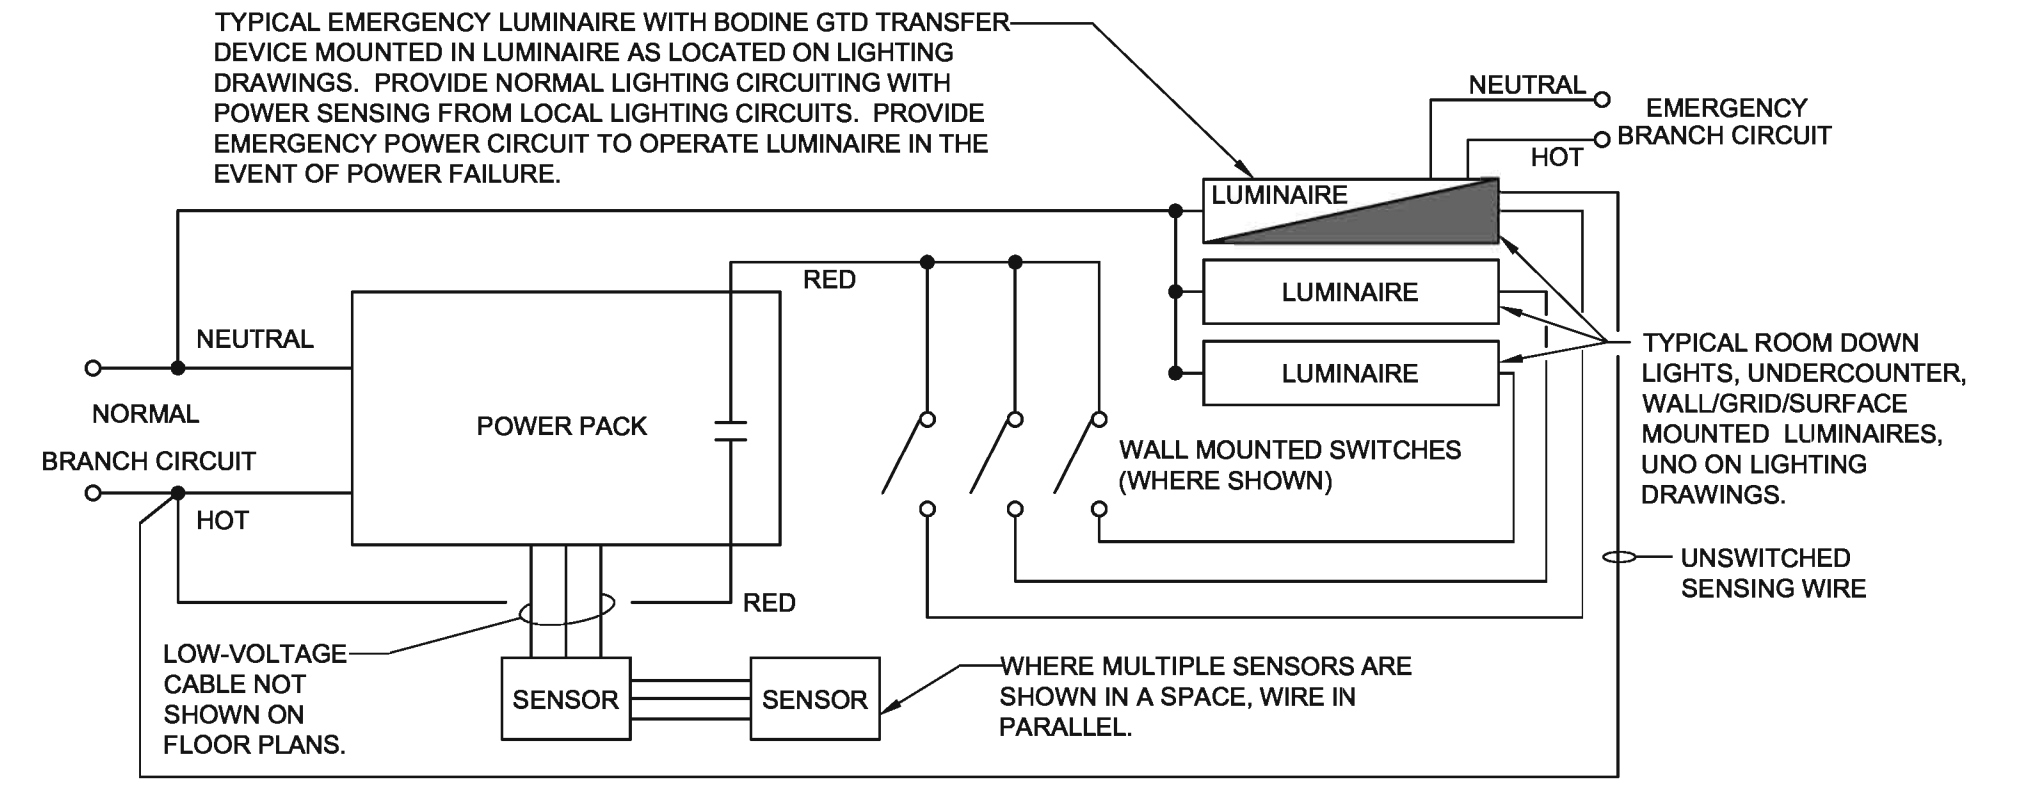 TYPICAL EMERGENCY LUMINAIRE WITH BODINE GTD TRANSFER
DEVICE MOUNTED IN LUMINAIRE AS LOCATED ON LIGHTING
DRAWINGS.  PROVIDE NORMAL LIGHTING CIRCUITING WITH
POWER SENSING FROM LOCAL LIGHTING CIRCUITS.  PROVIDE
EMERGENCY POWER CIRCUIT TO OPERATE LUMINAIRE IN THE
EVENT OF POWER FAILURE.
NEUTRAL
EMERGENCY
BRANCH CIRCUIT
HOT
LUMINAIRE
RED
LUMINAIRE
LUMINAIRE
NEUTRAL
NORMAL
BRANCH CIRCUIT
HOT
POWER PACK
WALL MOUNTED SWITCHES
(WHERE SHOWN)
TYPICAL ROOM DOWN
LIGHTS, UNDERCOUNTER,
WALL/GRID/SURFACE
MOUNTED  LUMINAIRES,
UNO ON LIGHTING
DRAWINGS.
UNSWITCHED
SENSING WIRE
RED
LOW-VOLTAGE
CABLE NOT
SHOWN ON
FLOOR PLANS.
SENSOR
SENSOR
WHERE MULTIPLE SENSORS ARE
SHOWN IN A SPACE, WIRE IN
PARALLEL.